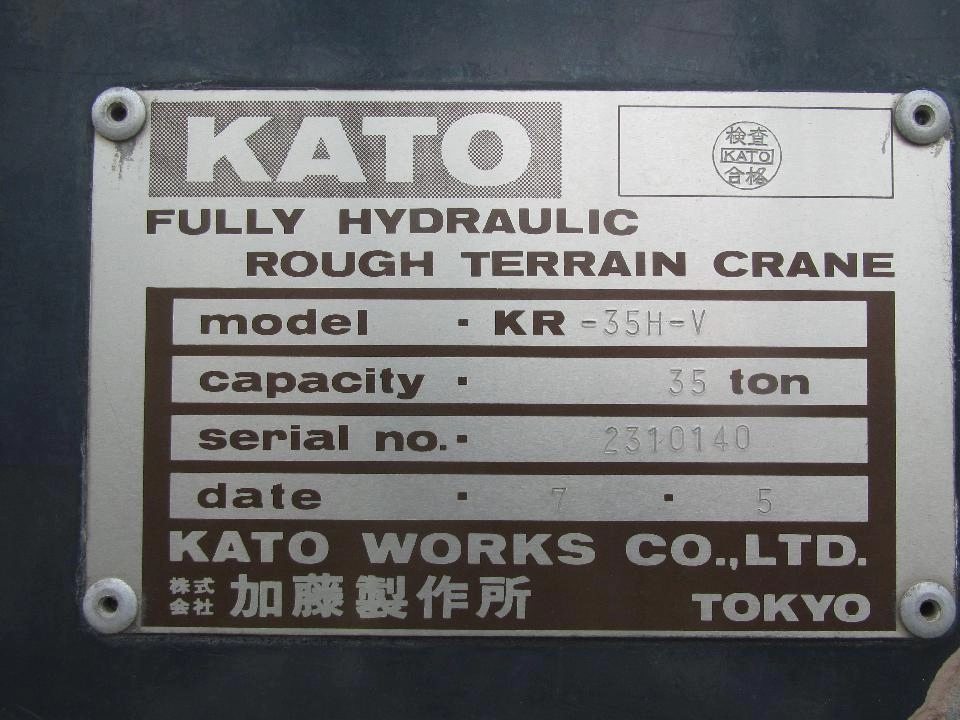 KATO
検査
KATO
合格
FULLY HYDRAULIC
ROUGH TERRAIN CRANE
model · KR -35H-V
capacity · 35 ton
serial no. · 2310140
date · 7 · 5
KATO WORKS CO.,LTD.
株式会社 加藤製作所 TOKYO